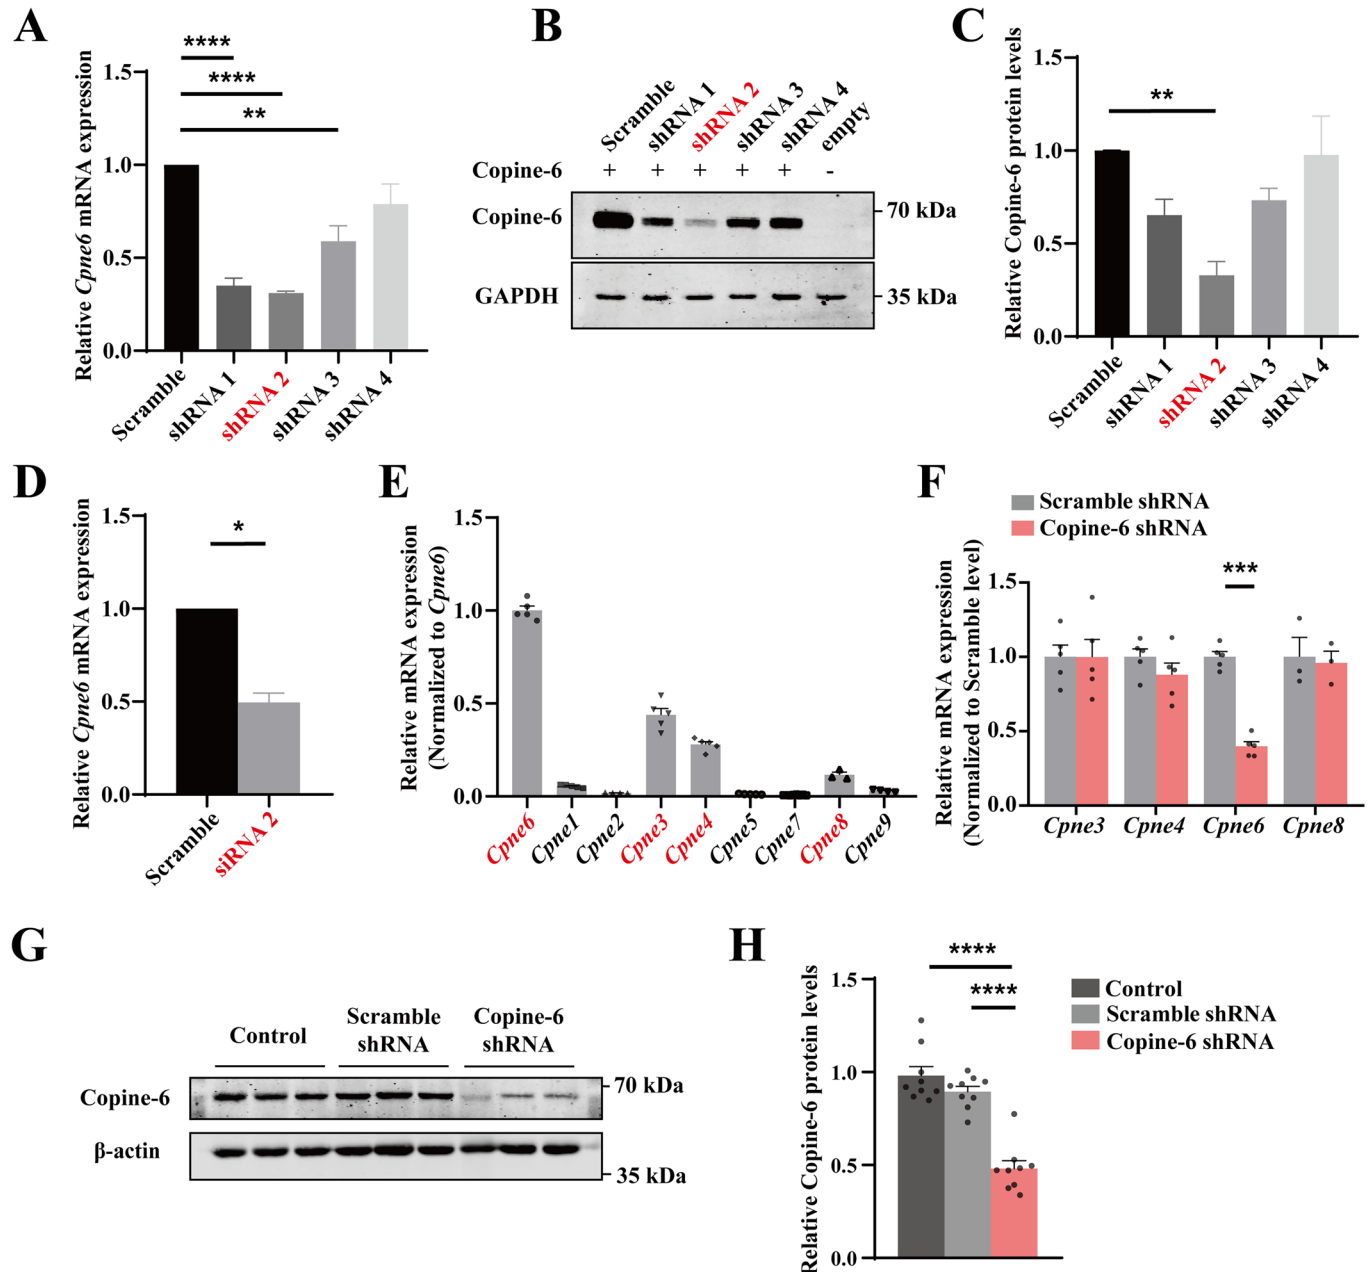 A
Relative Cpne6 mRNA expression
1.5
1.0
0.5
0.0
****
****
**
Scramble
shRNA 1
shRNA 2
shRNA 3
shRNA 4
B
Scramble
shRNA 1
shRNA 2
shRNA 3
shRNA 4
empty
Copine-6 + + + + + -
Copine-6
70 kDa
GAPDH
35 kDa
C
Relative Copine-6 protein levels
1.5
1.0
0.5
0.0
**
Scramble
shRNA 1
shRNA 2
shRNA 3
shRNA 4
D
Relative Cpne6 mRNA expression
1.5
1.0
0.5
0.0
*
Scramble
siRNA 2
E
Relative mRNA expression
(Normalized to Cpne6)
1.5
1.0
0.5
0.0
Cpne6
Cpne1
Cpne2
Cpne3
Cpne4
Cpne5
Cpne7
Cpne8
Cpne9
F
Scramble shRNA
Copine-6 shRNA
Relative mRNA expression
(Normalized to Scramble level)
1.5
1.0
0.5
0.0
***
Cpne3
Cpne4
Cpne6
Cpne8
G
Control
Scramble
shRNA
Copine-6
shRNA
Copine-6
70 kDa
β-actin
35 kDa
H
Relative Copine-6 protein levels
1.5
1.0
0.5
0.0
****
****
Control
Scramble shRNA
Copine-6 shRNA